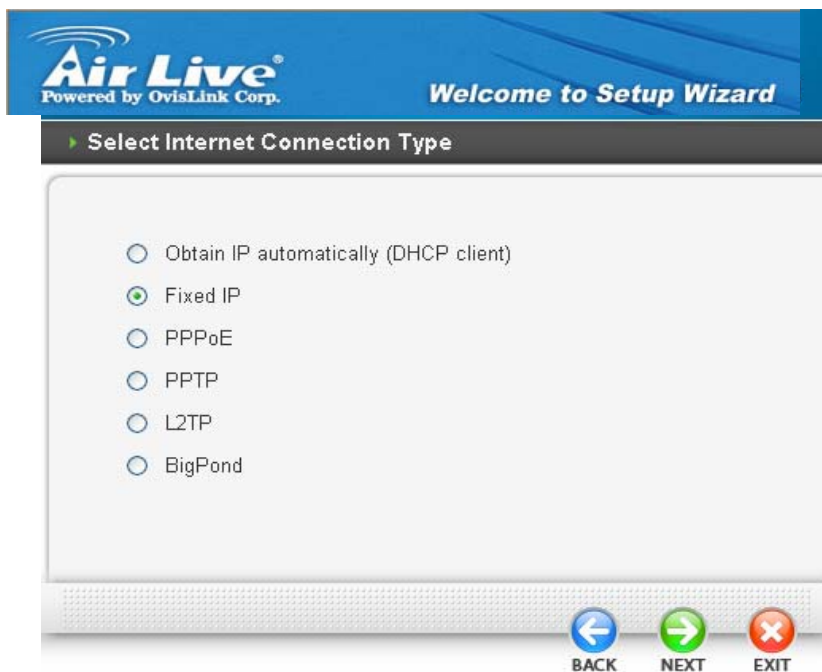 Air Live®
Powered by OvisLink Corp.
Welcome to Setup Wizard
Select Internet Connection Type
Obtain IP automatically (DHCP client)
Fixed IP
PPPoE
PPTP
L2TP
BigPond
BACK NEXT EXIT